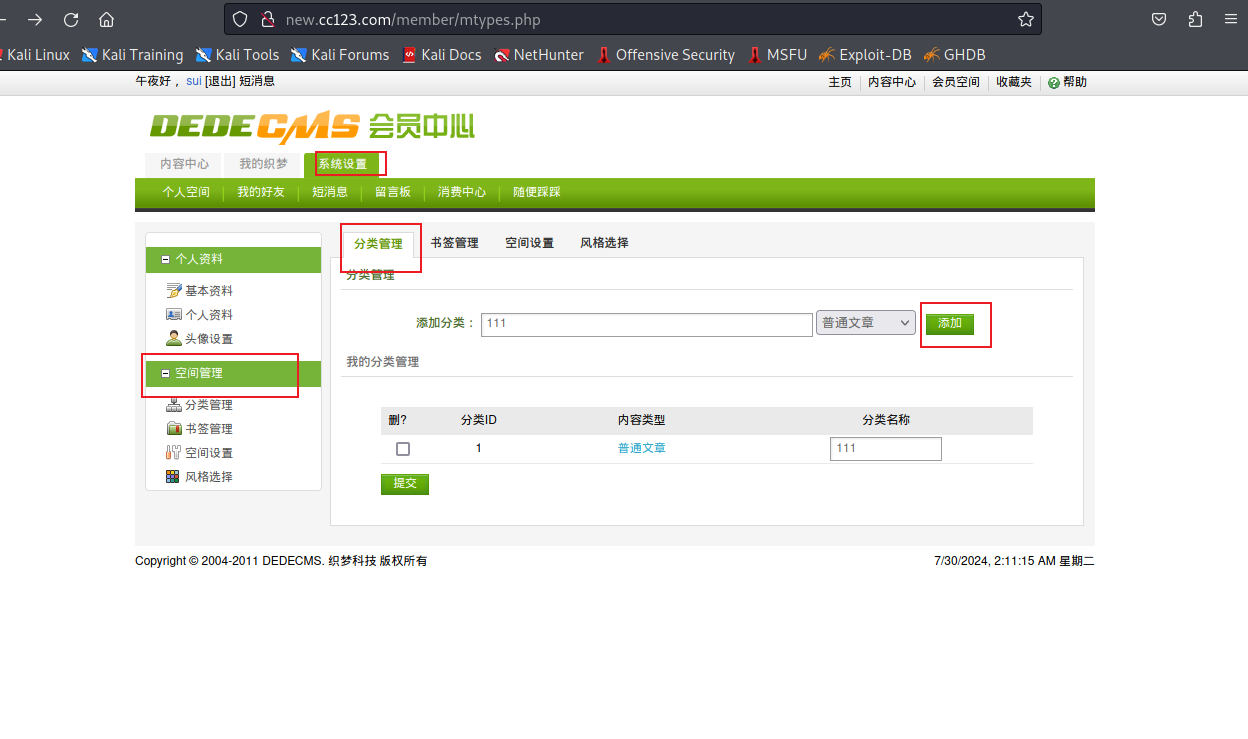 new.cc123.com/member/mtypes.php
Kali Linux Kali Training Kali Tools Kali Forums Kali Docs NetHunter Offensive Security MSFU Exploit-DB GHDB
午夜好，sui [退出] 短消息 主页 内容中心 会员空间 收藏夹 帮助
DEDECMS 会员中心
内容中心 我的织梦 系统设置
个人空间 我的好友 短消息 留言板 消费中心 随便踩踩
分类管理 书签管理 空间设置 风格选择
个人资料
基本资料
个人资料
头像设置
空间管理
分类管理
书签管理
空间设置
风格选择
分类管理
添加分类： 111 普通文章 添加
我的分类管理
删? 分类ID 内容类型 分类名称
1 普通文章 111
提交
Copyright © 2004-2011 DEDECMS. 织梦科技 版权所有 7/30/2024, 2:11:15 AM 星期二